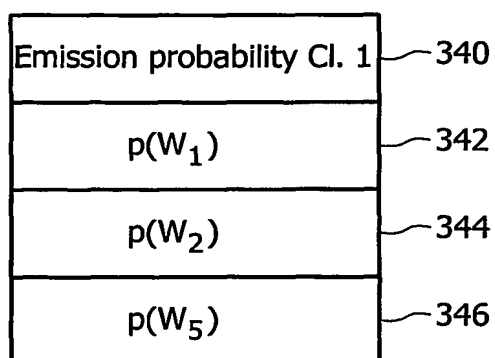 Emission probability Cl. 1 340
p(W₁) 342
p(W₂) 344
p(W₅) 346